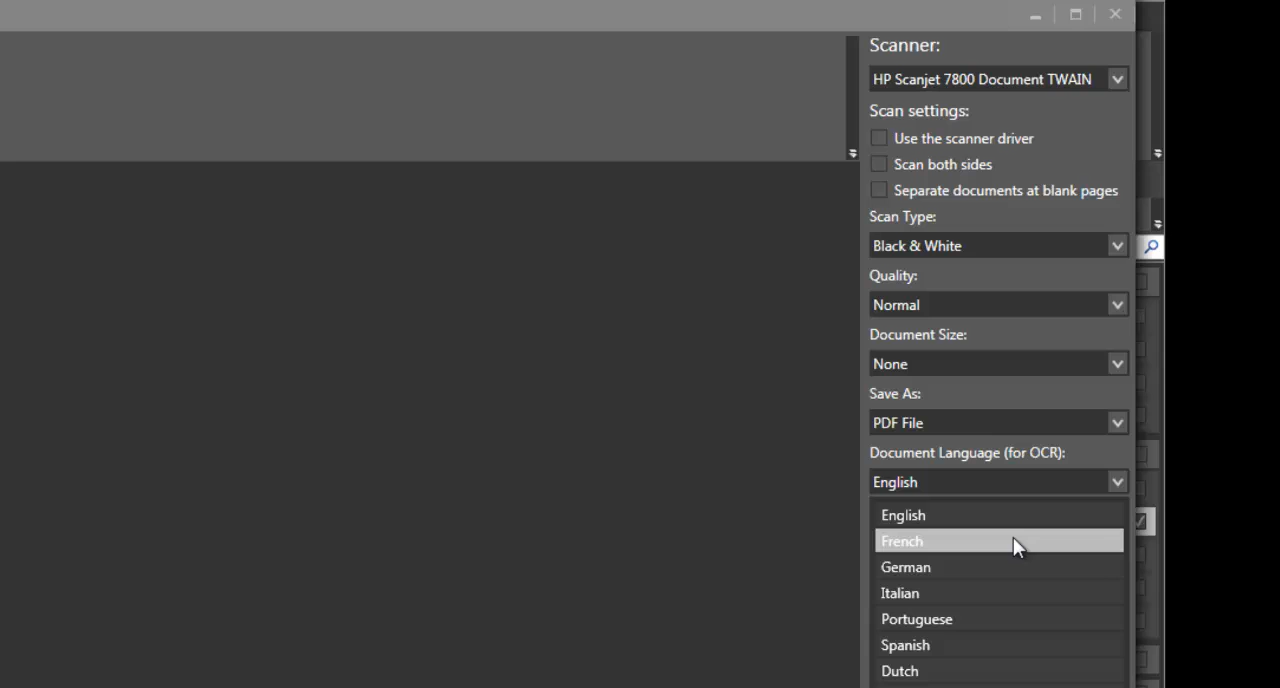 Scanner:
HP Scanjet 7800 Document TWAIN
Scan settings:
Use the scanner driver
Scan both sides
Separate documents at blank pages
Scan Type:
Black & White
Quality:
Normal
Document Size:
None
Save As:
PDF File
Document Language (for OCR):
English
English
French
German
Italian
Portuguese
Spanish
Dutch